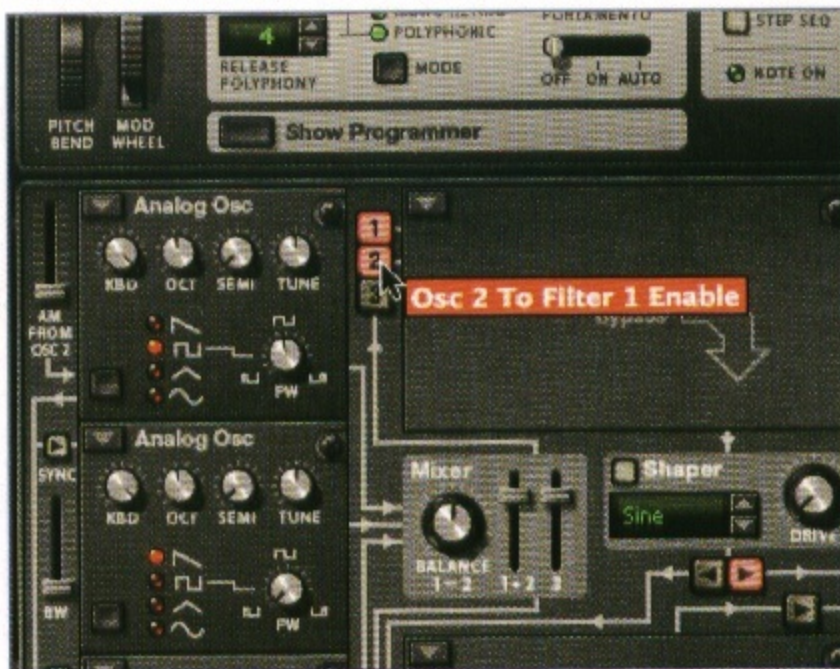 4
RELEASE
POLYPHONY
POLYPHONIC
MODE
PORTAMENTO
OFF ON AUTO
STEP SEQ
NOTE ON
PITCH
BEND
MOD
WHEEL
Show Programmer
Analog Osc
KBD OCT SEMI TUNE
PW
AM
FROM
OSC 2
1
2
3
Osc 2 To Filter 1 Enable
Bypass
Analog Osc
KBD OCT SEMI TUNE
PW
SYNC
BW
Mixer
BALANCE
1-2
1+2 3
Shaper
Sine
DRIVE